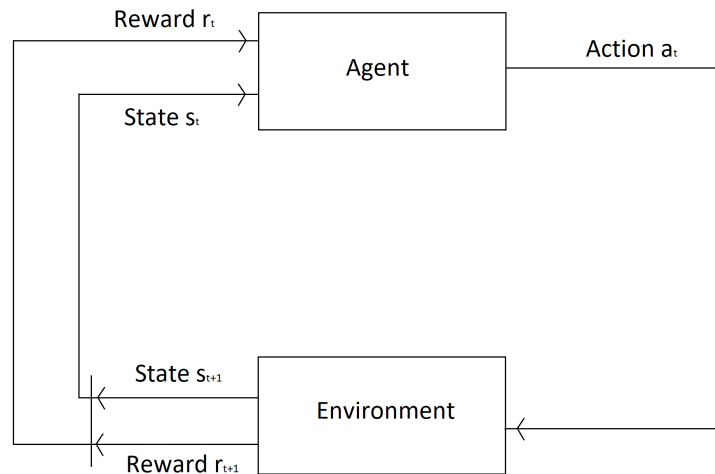 Reward rₜ
Agent
Action aₜ
State sₜ
State sₜ₊₁
Environment
Reward rₜ₊₁